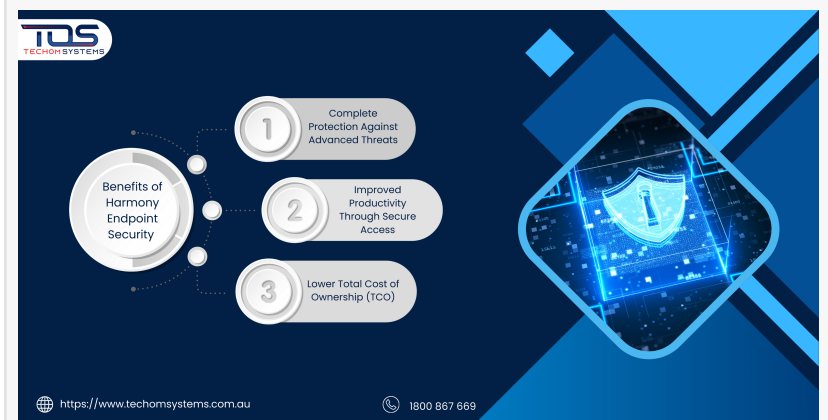 TOS
TECHOM SYSTEMS
Benefits of
Harmony
Endpoint
Security
1
Complete
Protection Against
Advanced Threats
2
Improved
Productivity
Through Secure
Access
3
Lower Total Cost of
Ownership (TCO)
https://www.techomsystems.com.au
1800 867 669